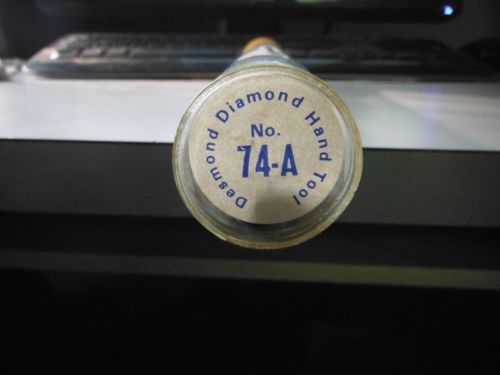 Desmond Diamond Hand Tool
No.
74-A